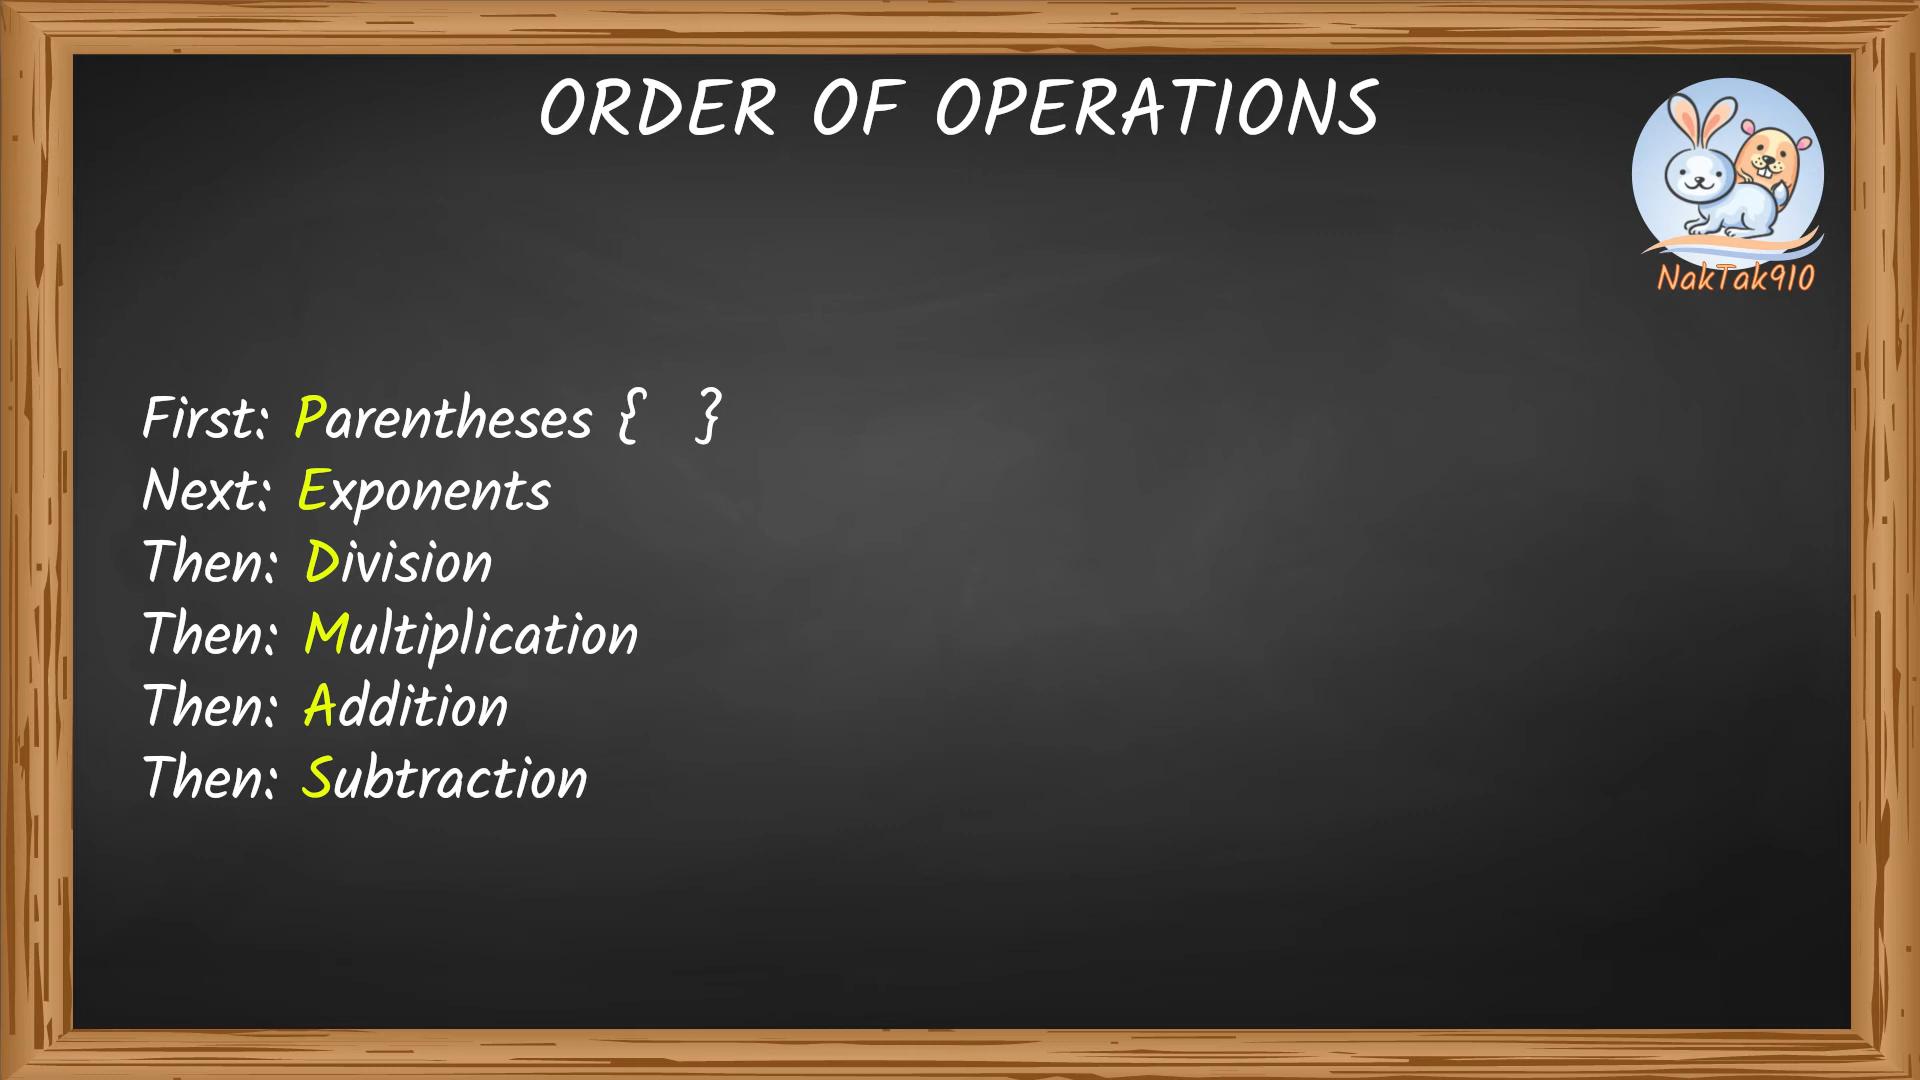 ORDER OF OPERATIONS
NakTak910
First: Parentheses { }
Next: Exponents
Then: Division
Then: Multiplication
Then: Addition
Then: Subtraction